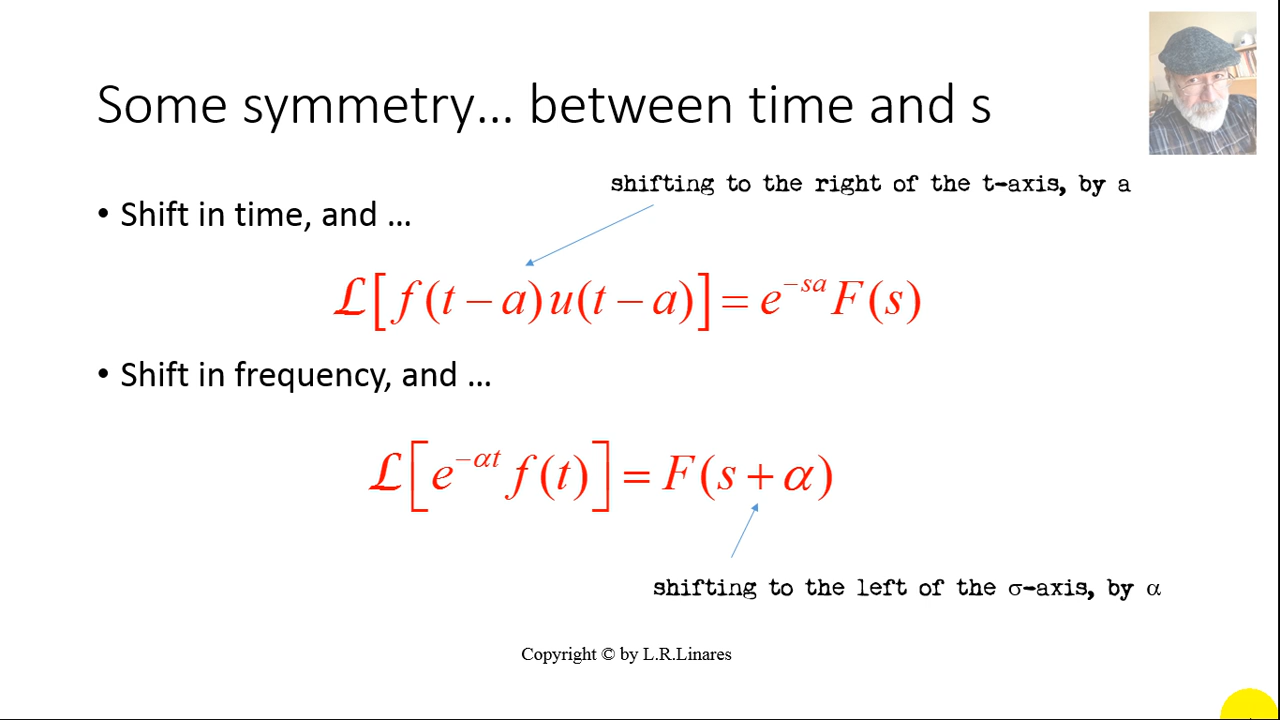 Some symmetry... between time and s
shifting to the right of the t-axis, by a
• Shift in time, and ...
ℒ[f(t − a)u(t − a)] = e^{−sa} F(s)
• Shift in frequency, and ...
ℒ[e^{−αt} f(t)] = F(s + α)
shifting to the left of the σ-axis, by α
Copyright © by L.R.Linares